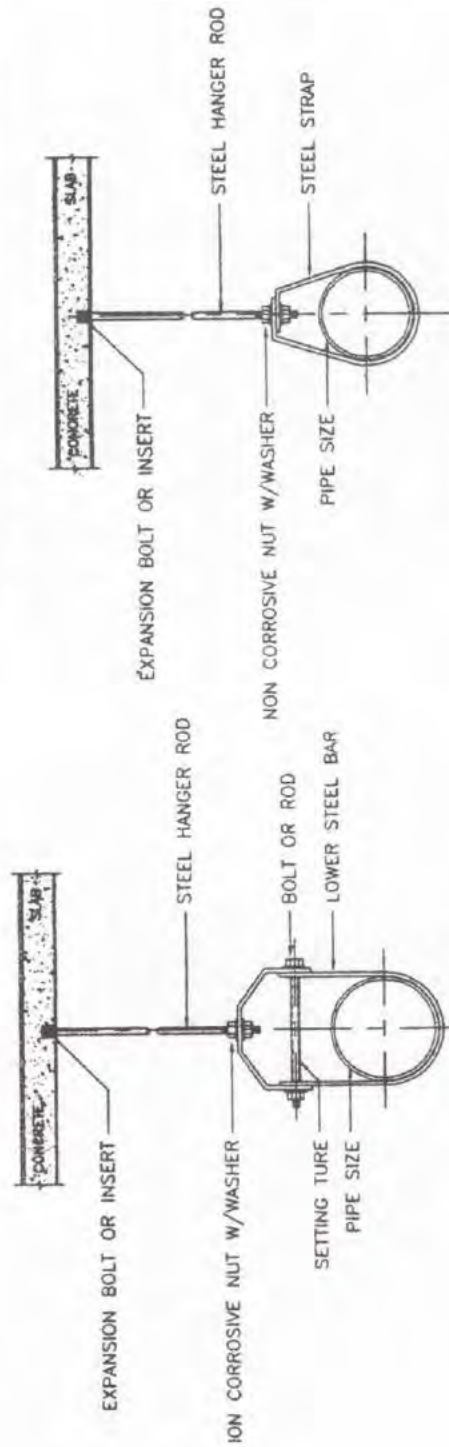 CONCRETE
SLAB
EXPANSION BOLT OR INSERT
STEEL HANGER ROD
ION CORROSIVE NUT W/WASHER
BOLT OR ROD
SETTING TURE
PIPE SIZE
LOWER STEEL BAR
CONCRETE
SLAB
EXPANSION BOLT OR INSERT
STEEL HANGER ROD
NON CORROSIVE NUT W/WASHER
STEEL STRAP
PIPE SIZE